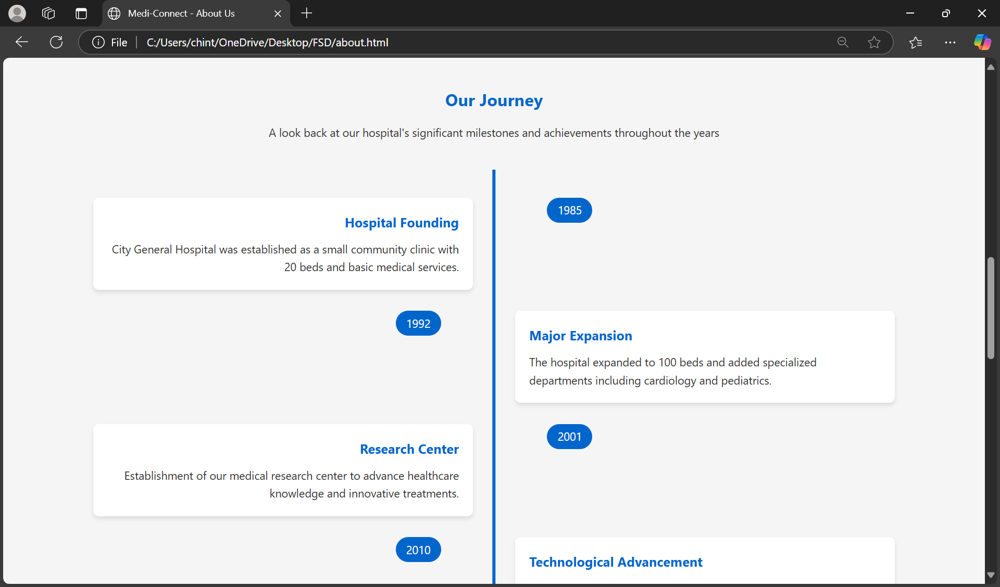 Medi-Connect - About Us
File
C:/Users/chint/OneDrive/Desktop/FSD/about.html
Our Journey
A look back at our hospital's significant milestones and achievements throughout the years
Hospital Founding
City General Hospital was established as a small community clinic with
20 beds and basic medical services.
1985
1992
Major Expansion
The hospital expanded to 100 beds and added specialized
departments including cardiology and pediatrics.
Research Center
Establishment of our medical research center to advance healthcare
knowledge and innovative treatments.
2001
2010
Technological Advancement